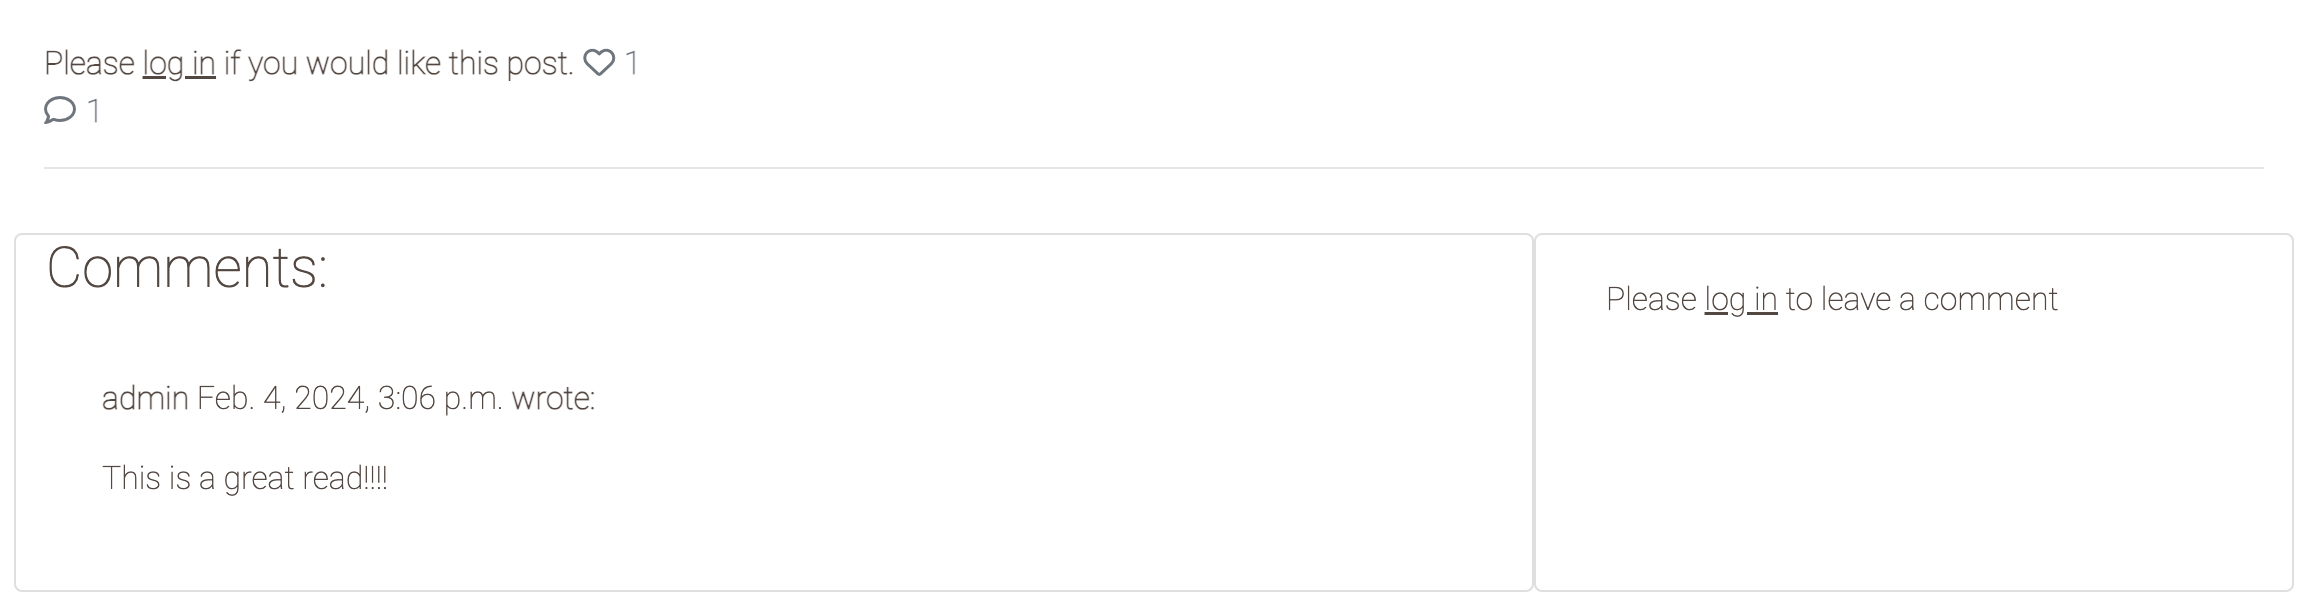 Please log in if you would like this post. 1
1
Comments:
admin Feb. 4, 2024, 3:06 p.m. wrote:
This is a great read!!!!
Please log in to leave a comment